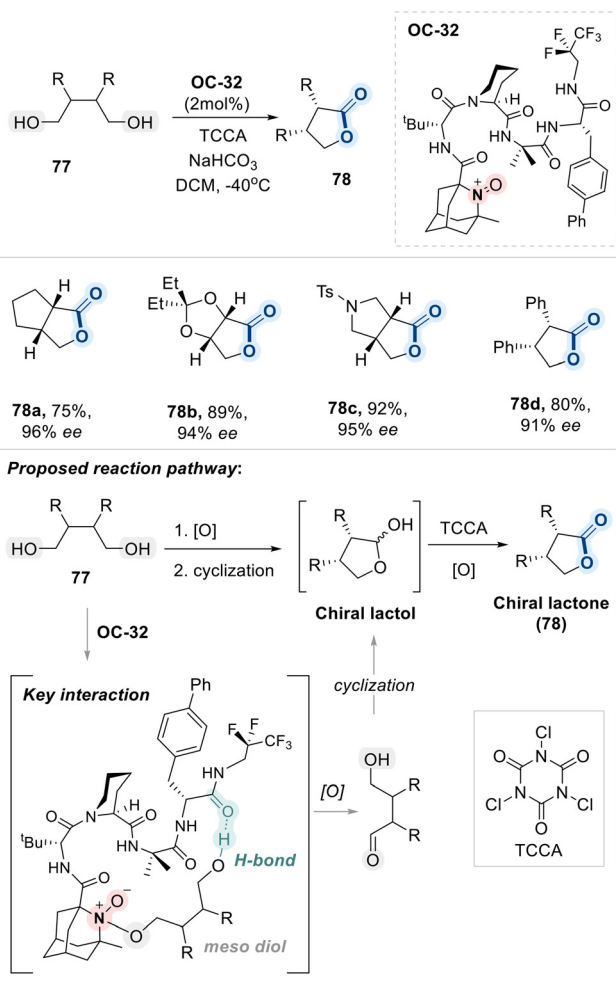 OC-32
F
CF₃
F
HN
O
R R
HO OH
77
OC-32
(2mol%)
TCCA
NaHCO₃
DCM, -40°C
R
O
R
O
78
O
N
H
O
ᵗBu
HN
O
HN
HN
O
N
+
O
Ph
H
O
O
H
Et
Et
O
H
O
O
O
H
Ts
N
H
O
O
H
Ph
O
Ph
O
78a, 75%,
96% ee
78b, 89%,
94% ee
78c, 92%,
95% ee
78d, 80%,
91% ee
Proposed reaction pathway:
R R
HO OH
77
1. [O]
2. cyclization
R
OH
R
O
Chiral lactol
TCCA
[O]
R
O
R
O
Chiral lactone
(78)
OC-32
Key interaction
Ph
F
F
CF₃
HN
O
H
H-bond
O
N
H
O
O
ᵗBu
HN
O
HN
NH
O
N
+
O⁻
O
R
R
meso diol
[O]
cyclization
OH
R
R
O
Cl
O
N
O
N
N
Cl
Cl
O
TCCA